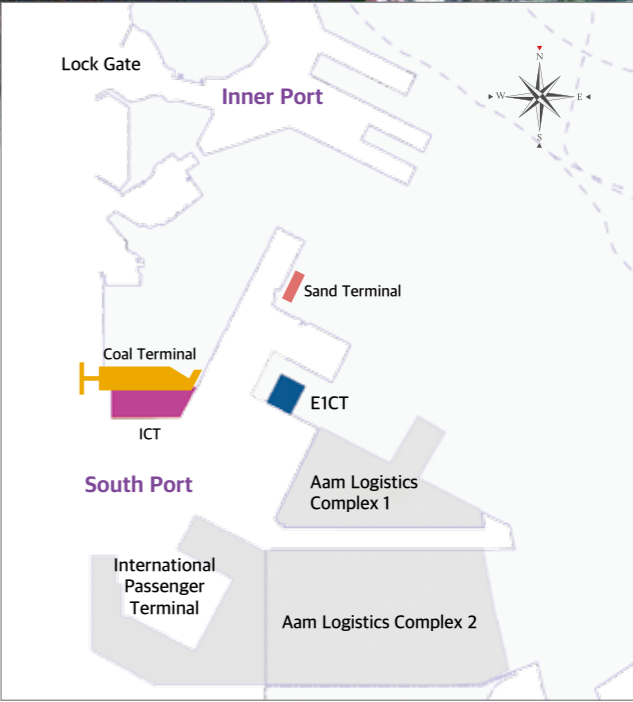 Lock Gate
Inner Port
N
W
E
S
Sand Terminal
Coal Terminal
E1CT
ICT
South Port
Aam Logistics
Complex 1
International
Passenger
Terminal
Aam Logistics Complex 2